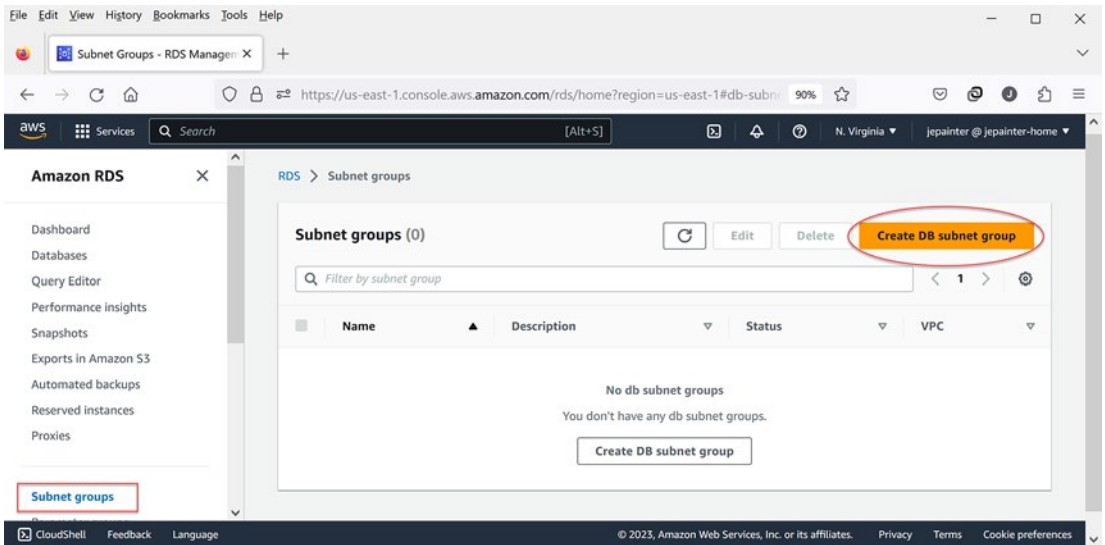 File Edit View History Bookmarks Tools Help
Subnet Groups - RDS Managem
https://us-east-1.console.aws.amazon.com/rds/home?region=us-east-1#db-subn 90%
aws Services Search [Alt+S] N. Virginia jepainter @ jepainter-home
Amazon RDS
Dashboard
Databases
Query Editor
Performance insights
Snapshots
Exports in Amazon S3
Automated backups
Reserved instances
Proxies
Subnet groups
RDS > Subnet groups
Subnet groups (0) Edit Delete Create DB subnet group
Filter by subnet group 1
Name Description Status VPC
No db subnet groups
You don't have any db subnet groups.
Create DB subnet group
CloudShell Feedback Language © 2023, Amazon Web Services, Inc. or its affiliates. Privacy Terms Cookie preferences